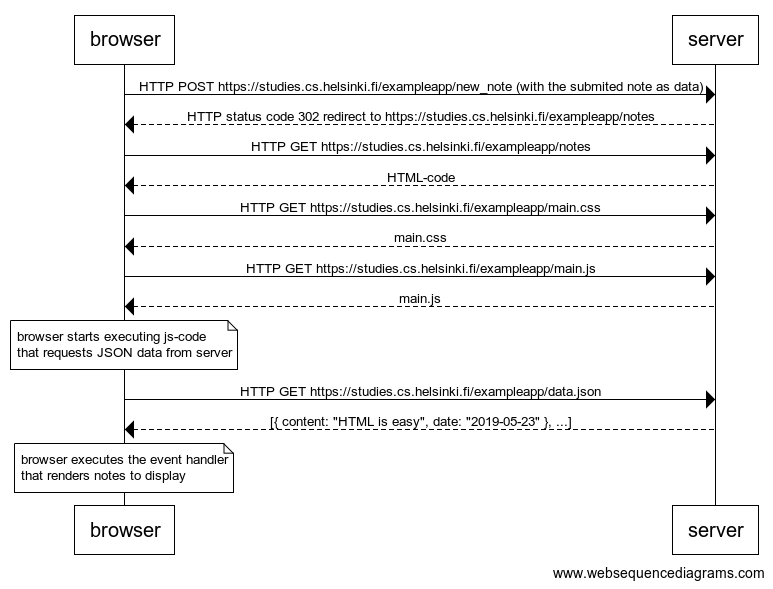 browser server
HTTP POST https://studies.cs.helsinki.fi/exampleapp/new_note (with the submited note as data)
HTTP status code 302 redirect to https://studies.cs.helsinki.fi/exampleapp/notes
HTTP GET https://studies.cs.helsinki.fi/exampleapp/notes
HTML-code
HTTP GET https://studies.cs.helsinki.fi/exampleapp/main.css
main.css
HTTP GET https://studies.cs.helsinki.fi/exampleapp/main.js
main.js
browser starts executing js-code
that requests JSON data from server
HTTP GET https://studies.cs.helsinki.fi/exampleapp/data.json
[{ content: "HTML is easy", date: "2019-05-23" }, ...]
browser executes the event handler
that renders notes to display
browser server
www.websequencediagrams.com